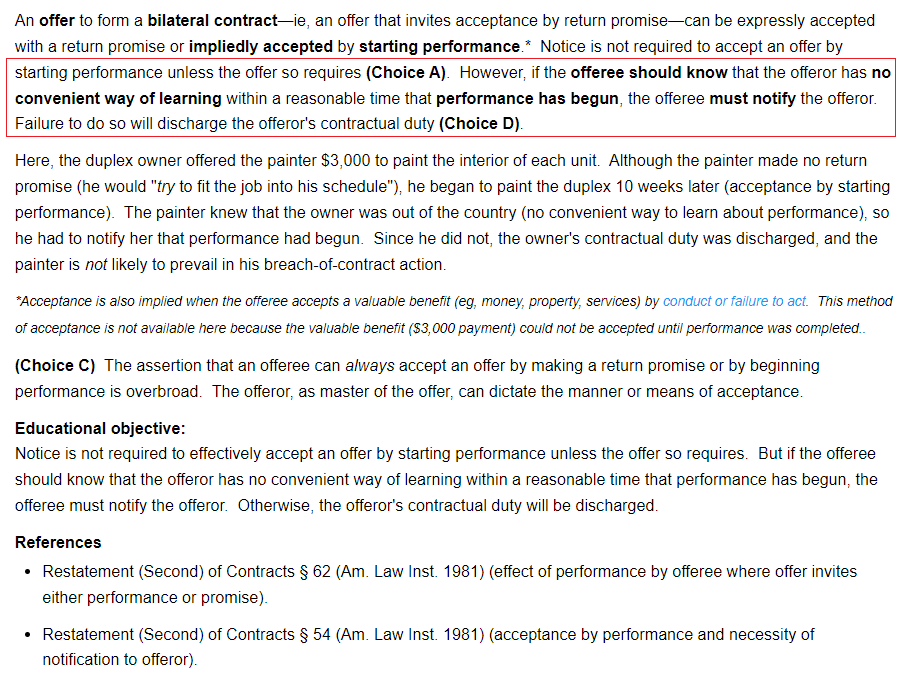 An offer to form a bilateral contract—ie, an offer that invites acceptance by return promise—can be expressly accepted
with a return promise or impliedly accepted by starting performance.* Notice is not required to accept an offer by
starting performance unless the offer so requires (Choice A). However, if the offeree should know that the offeror has no
convenient way of learning within a reasonable time that performance has begun, the offeree must notify the offeror.
Failure to do so will discharge the offeror's contractual duty (Choice D).
Here, the duplex owner offered the painter $3,000 to paint the interior of each unit. Although the painter made no return
promise (he would "try to fit the job into his schedule"), he began to paint the duplex 10 weeks later (acceptance by starting
performance). The painter knew that the owner was out of the country (no convenient way to learn about performance), so
he had to notify her that performance had begun. Since he did not, the owner's contractual duty was discharged, and the
painter is not likely to prevail in his breach-of-contract action.
*Acceptance is also implied when the offeree accepts a valuable benefit (eg, money, property, services) by conduct or failure to act. This method
of acceptance is not available here because the valuable benefit ($3,000 payment) could not be accepted until performance was completed..
(Choice C) The assertion that an offeree can always accept an offer by making a return promise or by beginning
performance is overbroad. The offeror, as master of the offer, can dictate the manner or means of acceptance.
Educational objective:
Notice is not required to effectively accept an offer by starting performance unless the offer so requires. But if the offeree
should know that the offeror has no convenient way of learning within a reasonable time that performance has begun, the
offeree must notify the offeror. Otherwise, the offeror's contractual duty will be discharged.
References
• Restatement (Second) of Contracts § 62 (Am. Law Inst. 1981) (effect of performance by offeree where offer invites
either performance or promise).
• Restatement (Second) of Contracts § 54 (Am. Law Inst. 1981) (acceptance by performance and necessity of
notification to offeror).